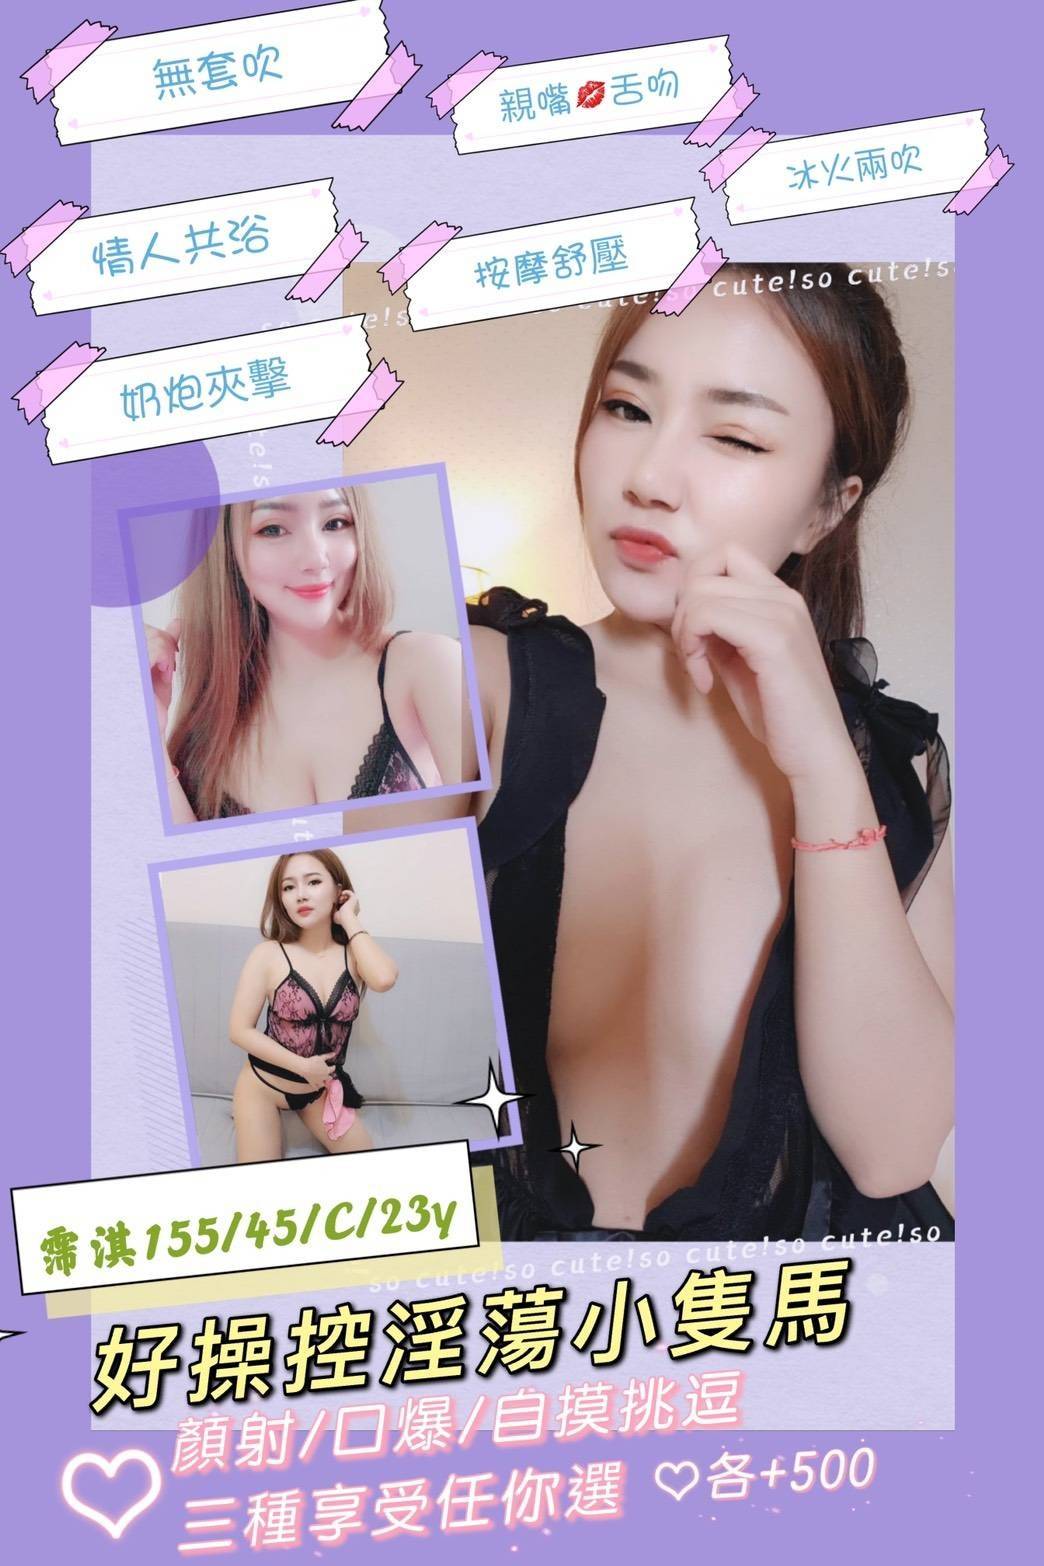 無套吹
親嘴💋舌吻
冰火兩吹
情人共浴
按摩舒壓
奶炮夾擊
so cute!so cute!s
淇155/45/C/23y
so cute!so cute!so cute!so cute!so
好操控淫蕩小隻馬
顏射/口爆/自摸挑逗
三種享受任你選 ♡各+500